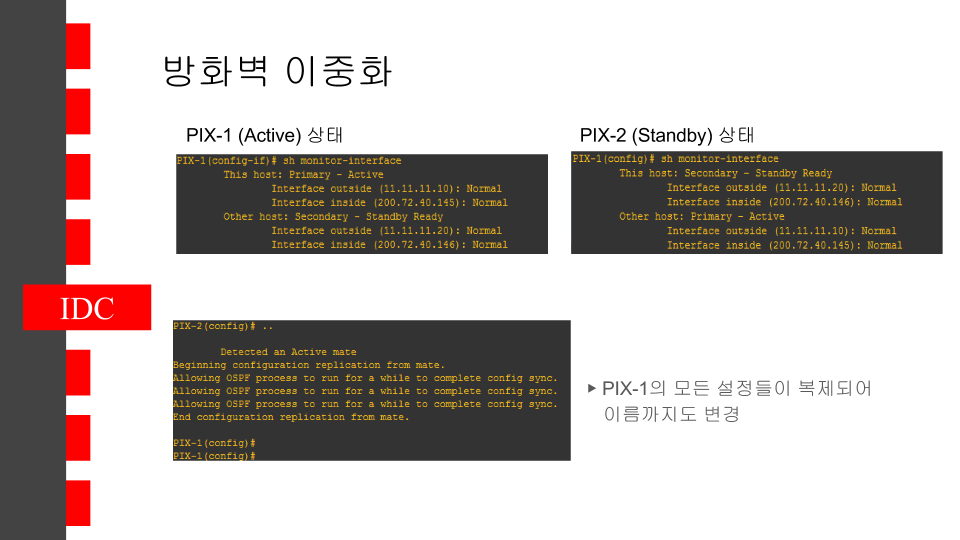 방화벽 이중화
PIX-1 (Active) 상태
PIX-1(config-if)# sh monitor-interface
This host: Primary - Active
Interface outside (11.11.11.10): Normal
Interface inside (200.72.40.145): Normal
Other host: Secondary - Standby Ready
Interface outside (11.11.11.20): Normal
Interface inside (200.72.40.146): Normal
PIX-2 (Standby) 상태
PIX-1(config)# sh monitor-interface
This host: Secondary - Standby Ready
Interface outside (11.11.11.20): Normal
Interface inside (200.72.40.146): Normal
Other host: Primary - Active
Interface outside (11.11.11.10): Normal
Interface inside (200.72.40.145): Normal
IDC
PIX-2(config)# ..
Detected an Active mate
Beginning configuration replication from mate.
Allowing OSPF process to run for a while to complete config sync.
Allowing OSPF process to run for a while to complete config sync.
Allowing OSPF process to run for a while to complete config sync.
End configuration replication from mate.
PIX-1(config)#
PIX-1(config)#
PIX-1의 모든 설정들이 복제되어
이름까지도 변경